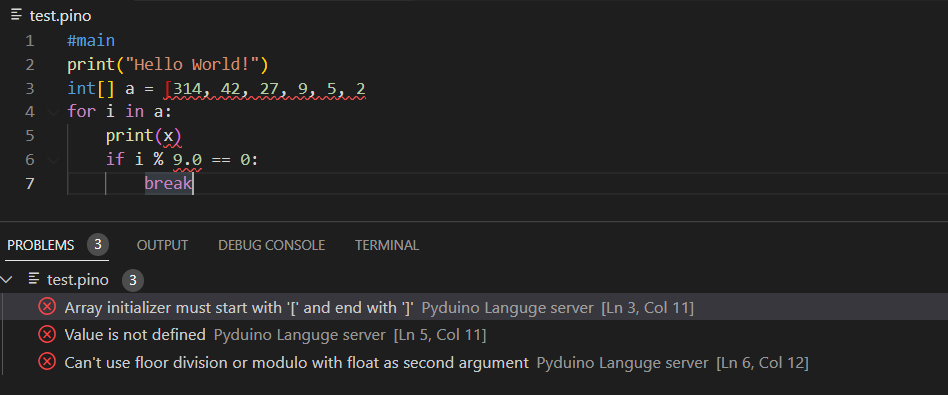 test.pino
1 #main
2 print("Hello World!")
3 int[] a = [314, 42, 27, 9, 5, 2
4 for i in a:
5 print(x)
6 if i % 9.0 == 0:
7 break
PROBLEMS 3 OUTPUT DEBUG CONSOLE TERMINAL
test.pino 3
Array initializer must start with '[' and end with ']' Pyduino Languge server [Ln 3, Col 11]
Value is not defined Pyduino Languge server [Ln 5, Col 11]
Can't use floor division or modulo with float as second argument Pyduino Languge server [Ln 6, Col 12]